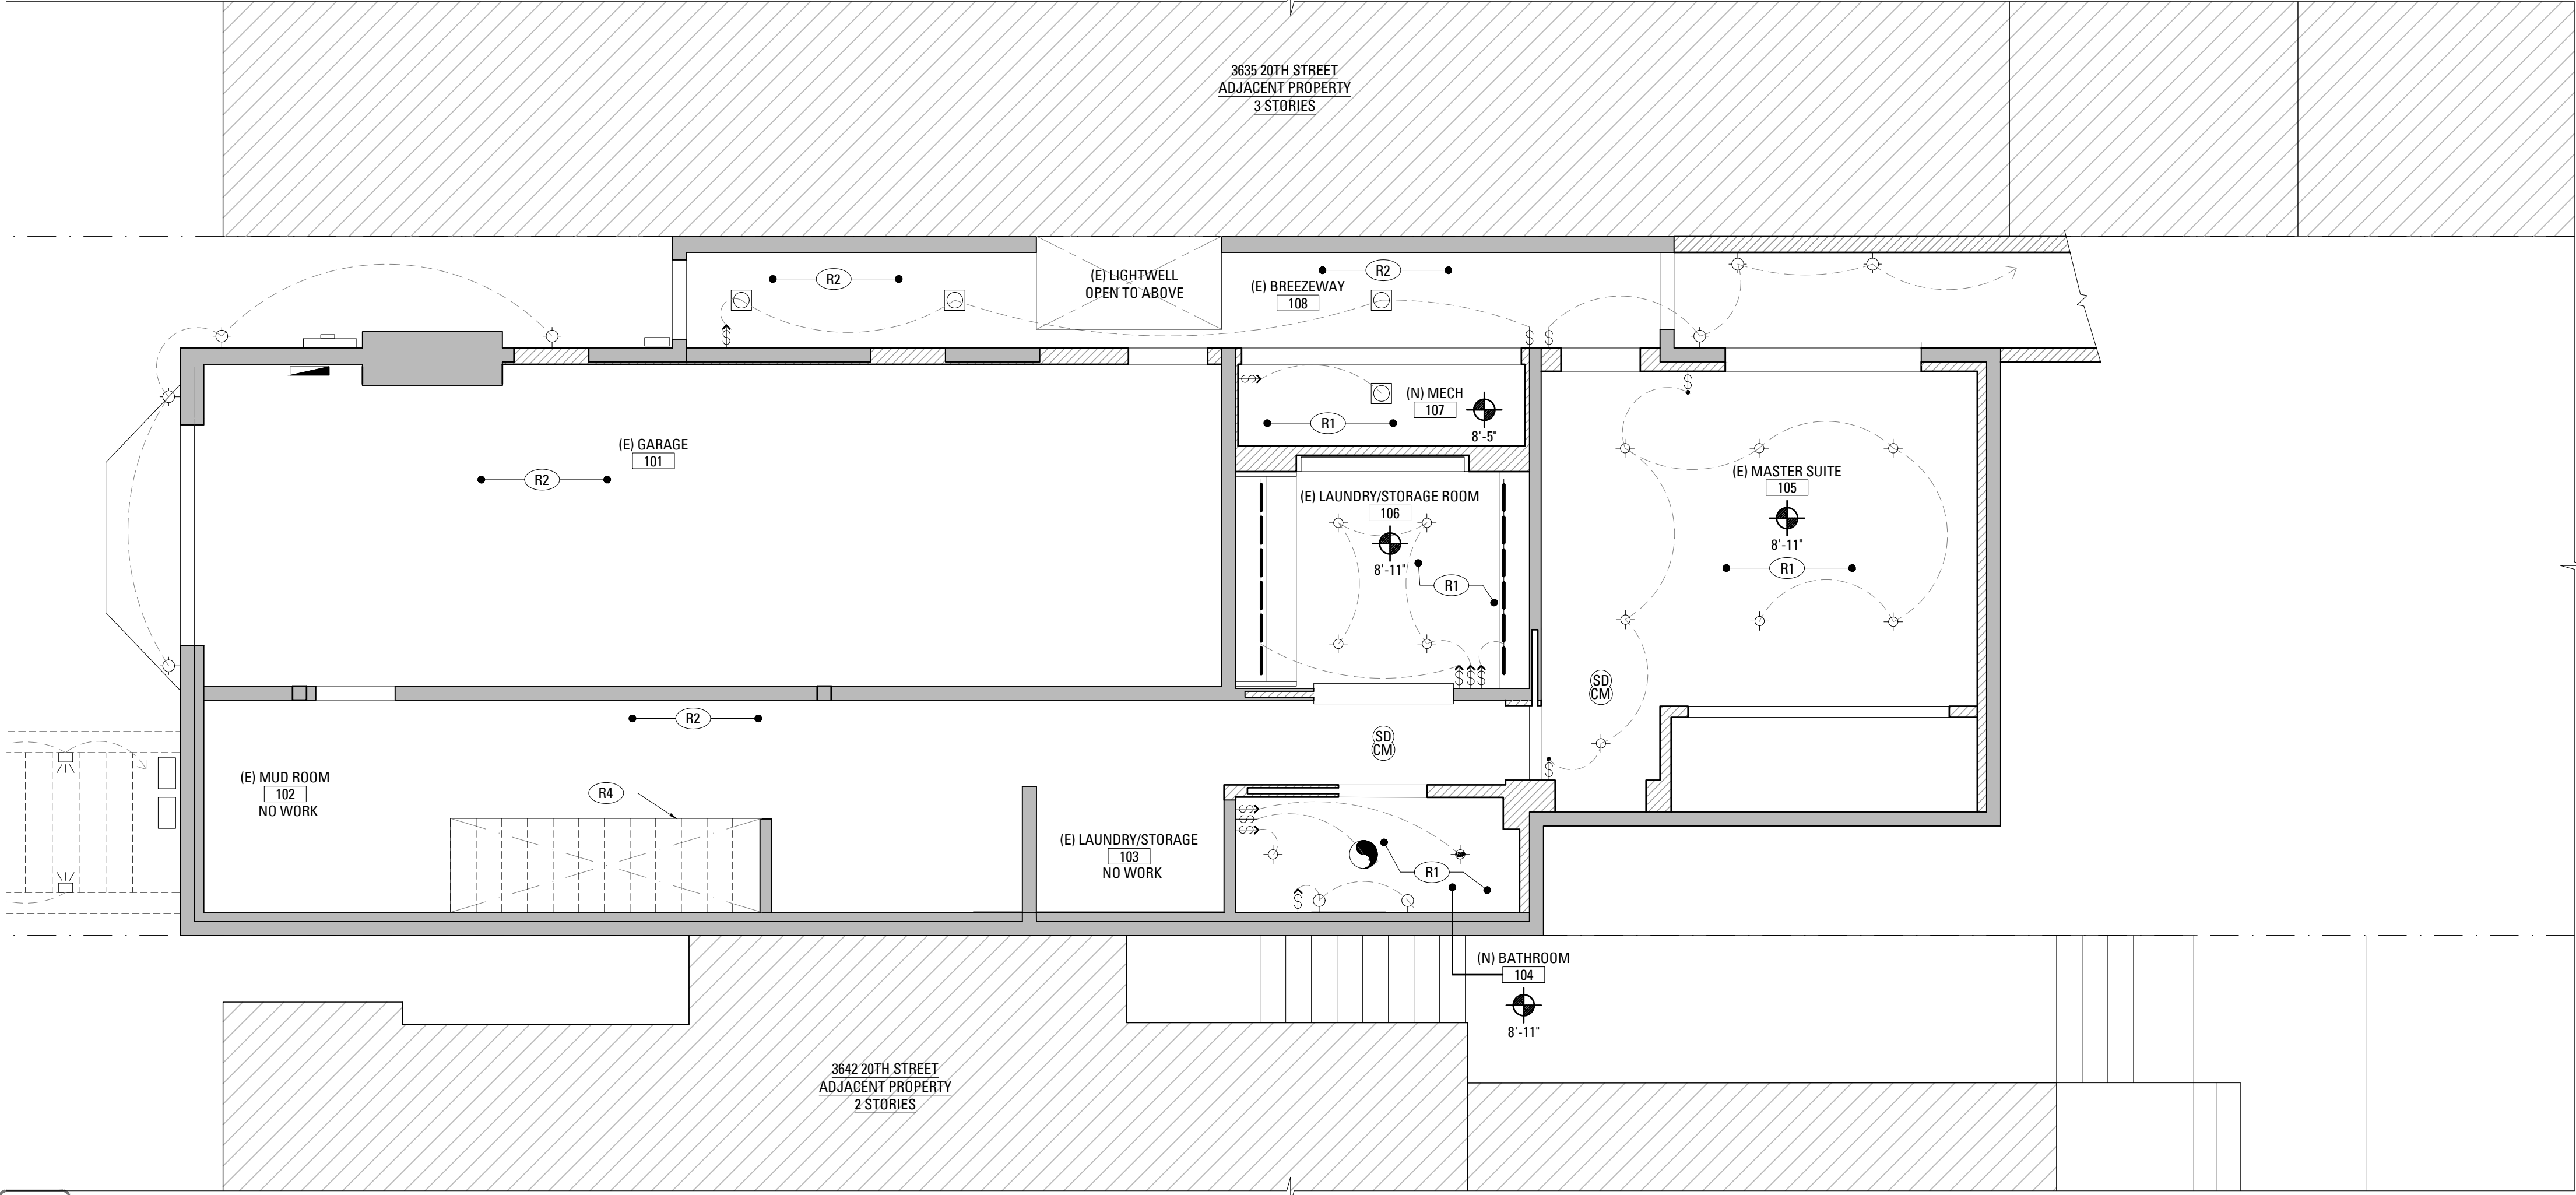 3635 20TH STREET
ADJACENT PROPERTY
3 STORIES
R2
(E) LIGHTWELL
OPEN TO ABOVE
R2
(E) BREEZEWAY
108
$
$
$
(E) GARAGE
101
R2
$
(N) MECH
107
R1
8'-5"
$
(E) LAUNDRY/STORAGE ROOM
106
8'-11"
R1
$ $ $
(E) MASTER SUITE
105
8'-11"
R1
SD
CM
R2
SD
CM
$
(E) MUD ROOM
102
NO WORK
R4
(E) LAUNDRY/STORAGE
103
NO WORK
$
$
$
R1
$
(N) BATHROOM
104
8'-11"
3642 20TH STREET
ADJACENT PROPERTY
2 STORIES